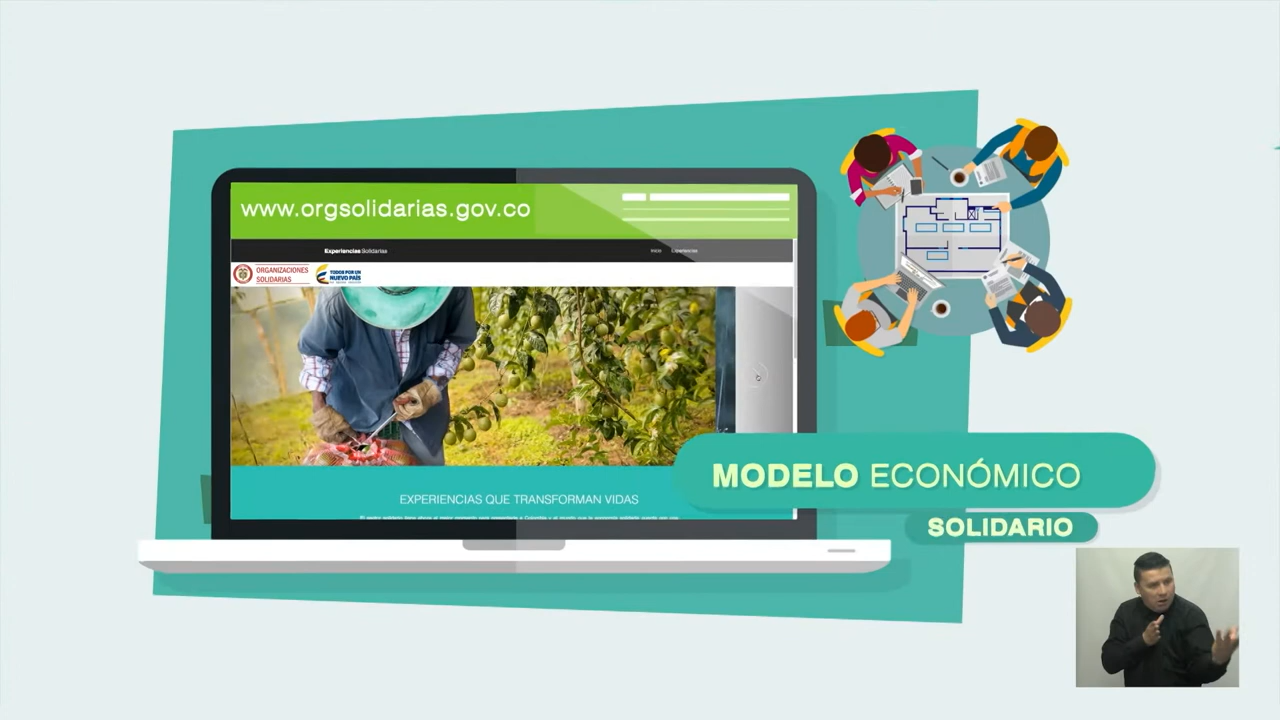 www.orgsolidarias.gov.co
Experiencias Solidarias
Inicio Experiencias
ORGANIZACIONES
SOLIDARIAS
TODOS POR UN
NUEVO PAÍS
EXPERIENCIAS QUE TRANSFORMAN VIDAS
MODELO ECONÓMICO
SOLIDARIO